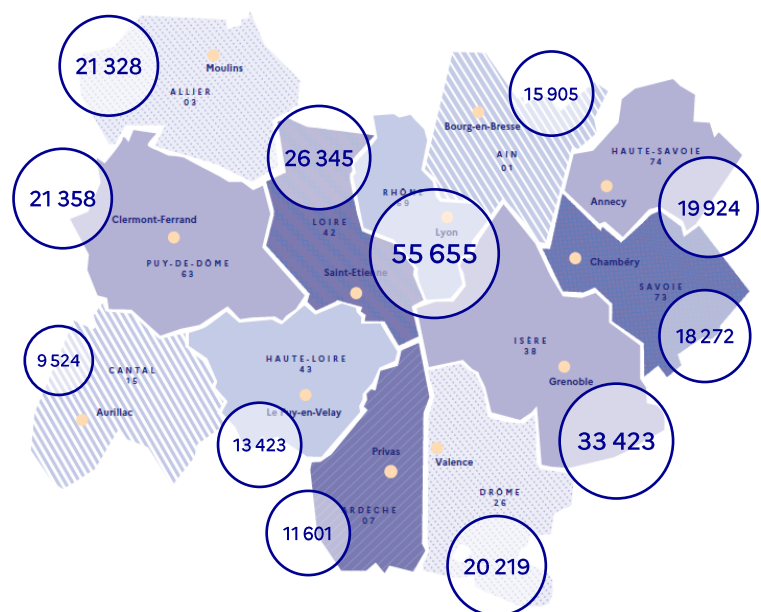 21 328
Moulins
ALLIER
03
15 905
Bourg-en-Bresse
AIN
01
26 345
HAUTE-SAVOIE
74
Annecy
19 924
21 358
Clermont-Ferrand
PUY-DE-DÔME
63
RHÔNE
69
Lyon
55 655
LOIRE
42
Saint-Etienne
Chambéry
SAVOIE
73
18 272
9 524
CANTAL
15
Aurillac
HAUTE-LOIRE
43
Le Puy-en-Velay
13 423
ISÈRE
38
Grenoble
33 423
Privas
ARDÈCHE
07
11 601
Valence
DRÔME
26
20 219